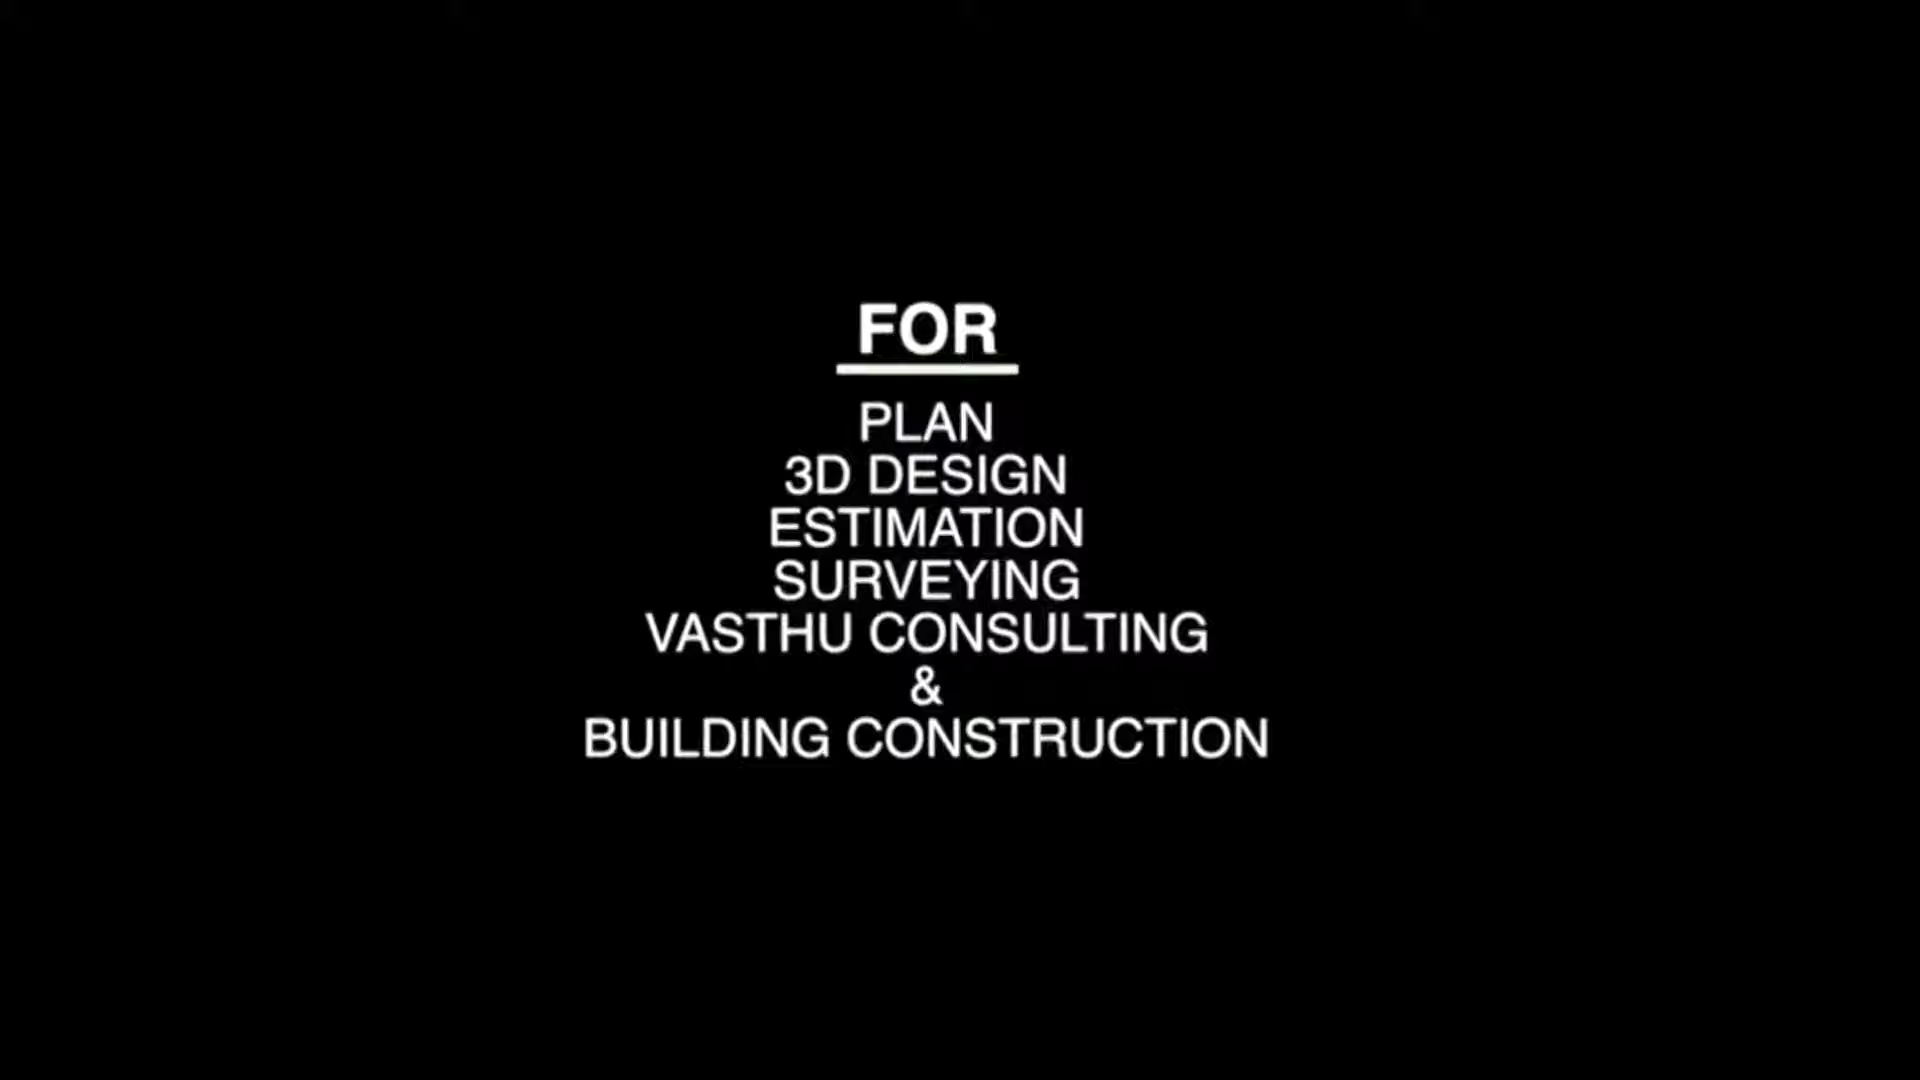 FOR
PLAN
3D DESIGN
ESTIMATION
SURVEYING
VASTHU CONSULTING
&
BUILDING CONSTRUCTION